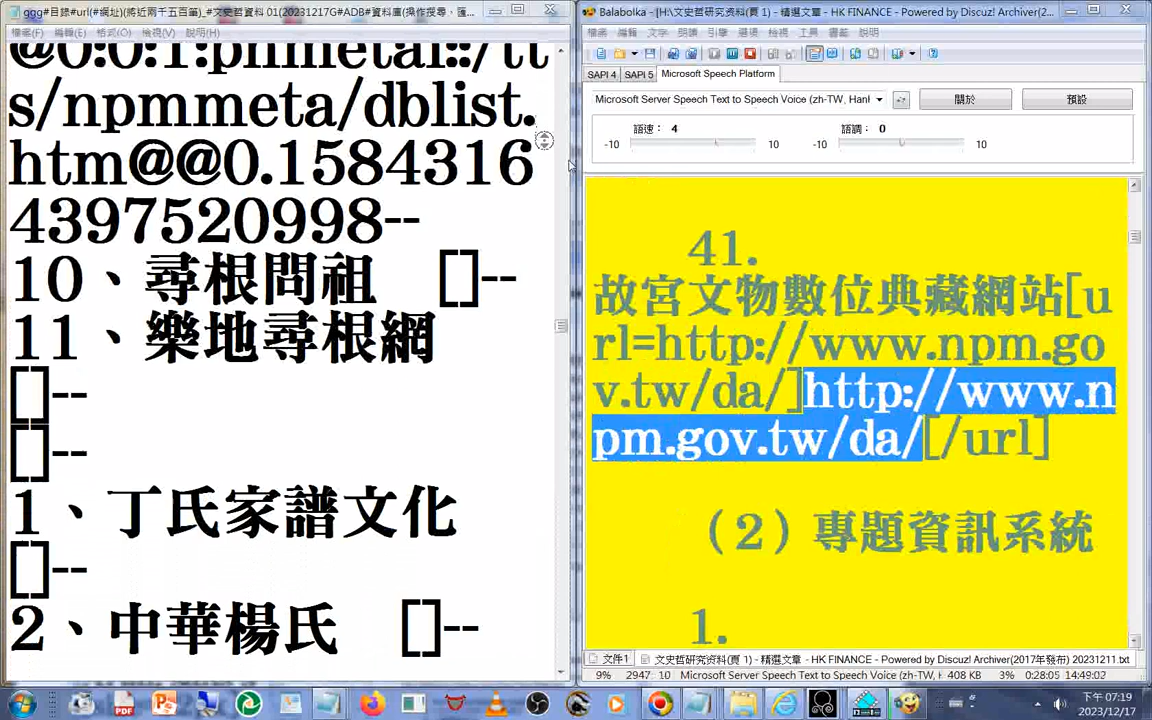 ggg#目錄#url(#網址)(將近兩千五百筆)_#文史哲資料 01(20231217G#ADB#資料庫(操作搜尋，匯...
檔案(F) 編輯(E) 格式(O) 檢視(V) 說明(H)
@0:0:1:phmetal::/tt
s/npmmeta/dblist.
htm@@0.1584316
4397520998--
10、尋根問祖 []--
11、樂地尋根網
[]--
[]--
1、丁氏家譜文化
[]--
2、中華楊氏 []--
Balabolka - [H:\文史哲研究资料(頁 1) - 精選文章 - HK FINANCE - Powered by Discuz! Archiver(2...
檔案 編輯 文字 朗讀 引擎 選項 檢視 工具 書籤 說明
SAPI 4 SAPI 5 Microsoft Speech Platform
Microsoft Server Speech Text to Speech Voice (zh-TW, Hanl 關於 預設
語速： 4 語調： 0
-10 10 -10 10
41.
故宮文物數位典藏網站[u
rl=http://www.npm.go
v.tw/da/]http://www.n
pm.gov.tw/da/[/url]
（2）專題資訊系統
1.
文件1 文史哲研究资料(頁 1) - 精選文章 - HK FINANCE - Powered by Discuz! Archiver(2017年發布) 20231211.txt
9% 2947: 10 Microsoft Server Speech Text to Speech Voice (z 408 KB 3% 0:28:05 14:49:02
下午 07:19
2023/12/17